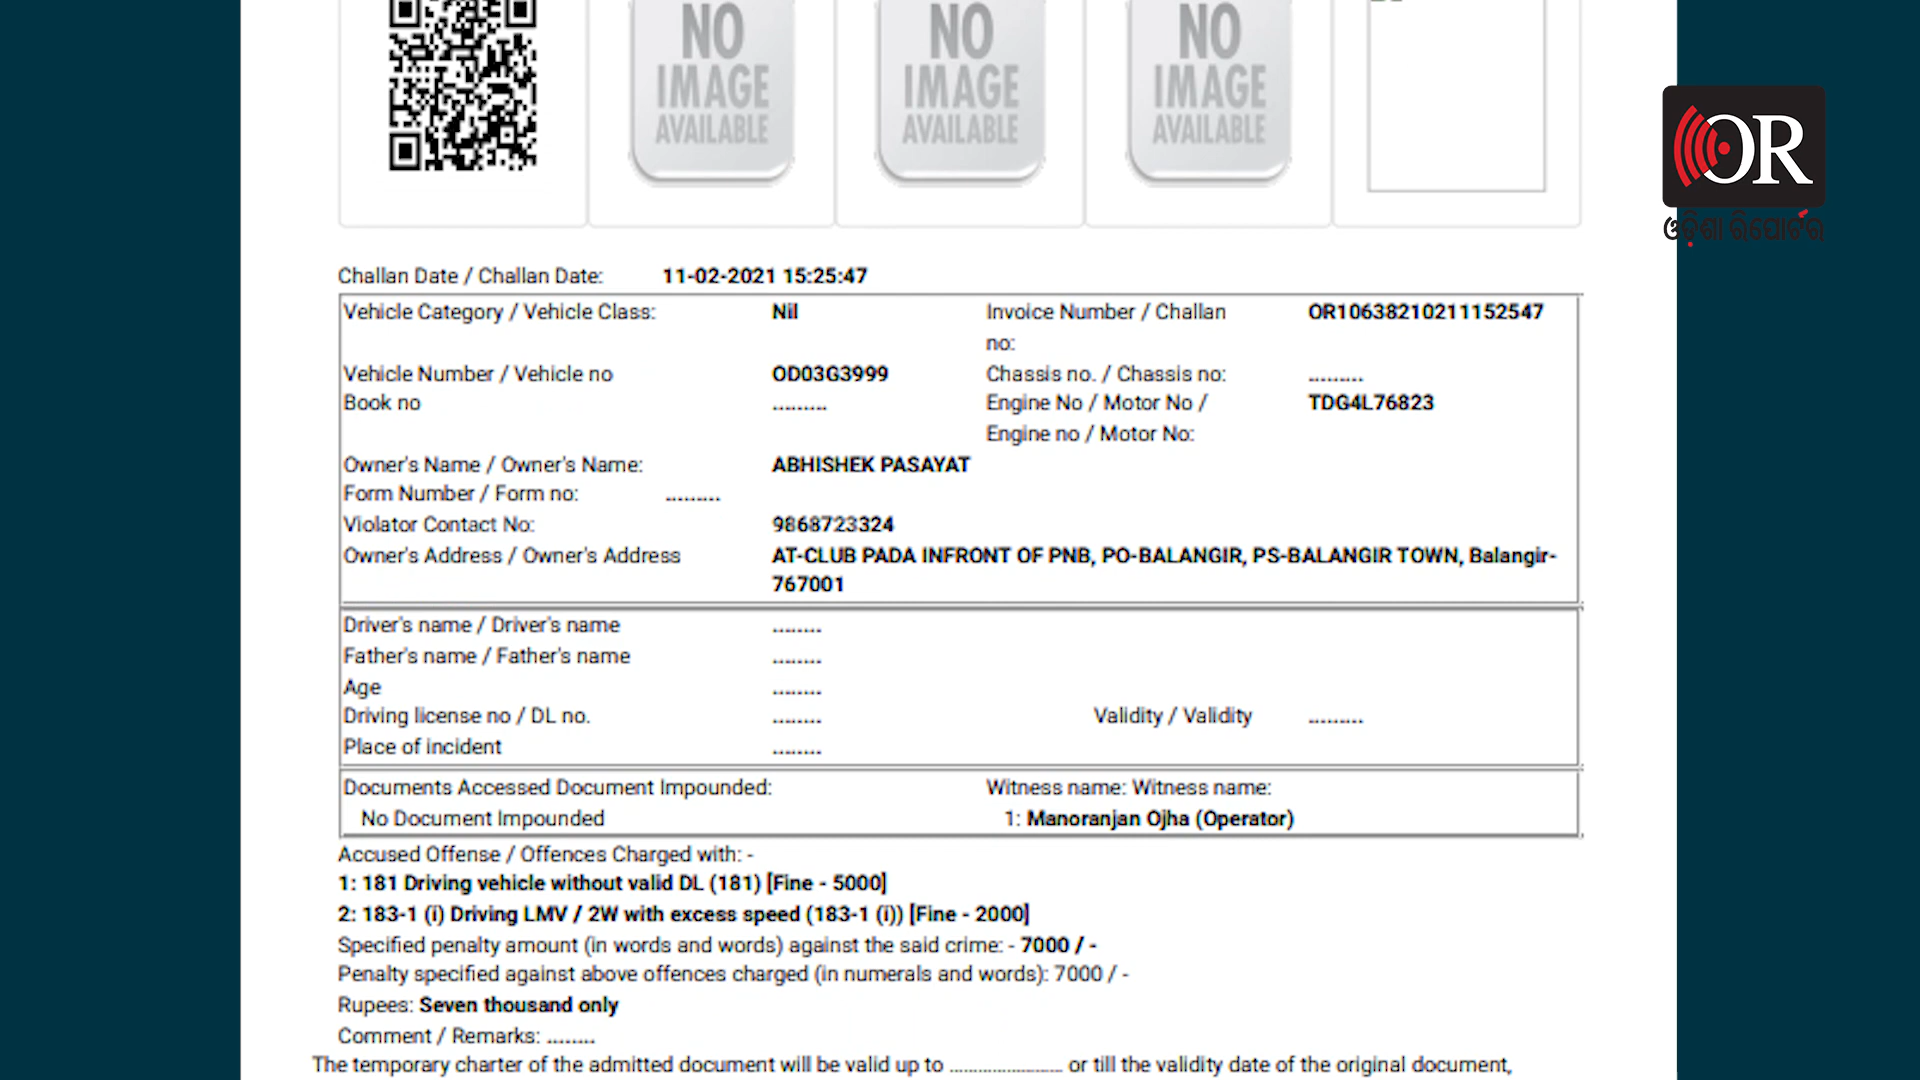 NO NO NO
IMAGE IMAGE IMAGE
AVAILABLE AVAILABLE AVAILABLE
OR
ଓଡ଼ିଶା ରିପୋର୍ଟର
Challan Date / Challan Date: 11-02-2021 15:25:47
Vehicle Category / Vehicle Class: Nil Invoice Number / Challan OR10638210211152547
no:
Vehicle Number / Vehicle no OD03G3999 Chassis no. / Chassis no: .........
Book no ......... Engine No / Motor No / TDG4L76823
Engine no / Motor No:
Owner's Name / Owner's Name: ABHISHEK PASAYAT
Form Number / Form no: .........
Violator Contact No: 9868723324
Owner's Address / Owner's Address AT-CLUB PADA INFRONT OF PNB, PO-BALANGIR, PS-BALANGIR TOWN, Balangir-
767001
Driver's name / Driver's name ........
Father's name / Father's name ........
Age ........
Driving license no / DL no. ........ Validity / Validity .........
Place of incident ........
Documents Accessed Document Impounded: Witness name: Witness name:
No Document Impounded 1: Manoranjan Ojha (Operator)
Accused Offense / Offences Charged with: -
1: 181 Driving vehicle without valid DL (181) [Fine - 5000]
2: 183-1 (i) Driving LMV / 2W with excess speed (183-1 (i)) [Fine - 2000]
Specified penalty amount (in words and words) against the said crime: - 7000 / -
Penalty specified against above offences charged (in numerals and words): 7000 / -
Rupees: Seven thousand only
Comment / Remarks: ........
The temporary charter of the admitted document will be valid up to ....................... or till the validity date of the original document,